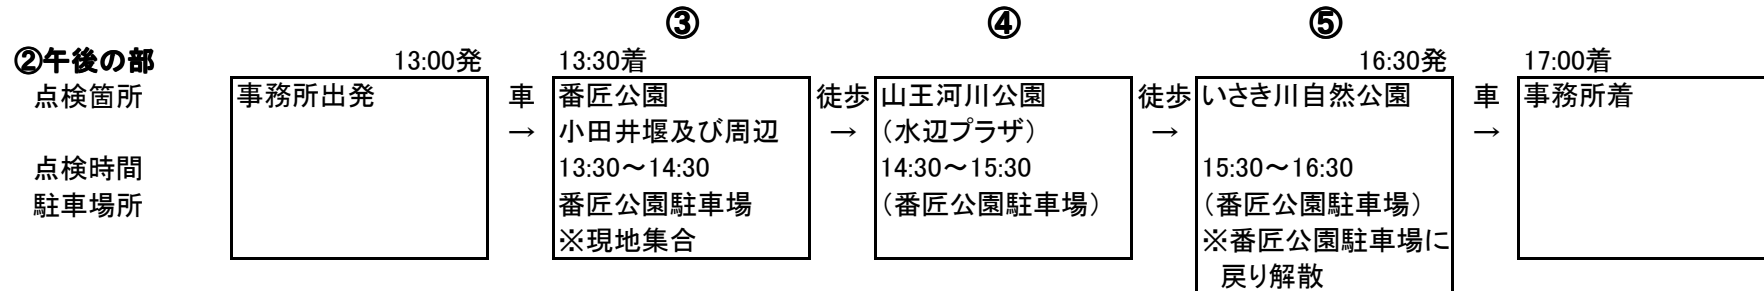 ③ ④ ⑤
②午後の部 13:00発 13:30着 16:30発 17:00着
点検箇所 事務所出発 車 番匠公園 徒歩 山王河川公園 徒歩 いさき川自然公園 車 事務所着
→ 小田井堰及び周辺 → （水辺プラザ） → →
点検時間 13:30～14:30 14:30～15:30 15:30～16:30
駐車場所 番匠公園駐車場 （番匠公園駐車場） （番匠公園駐車場）
※現地集合 ※番匠公園駐車場に
戻り解散